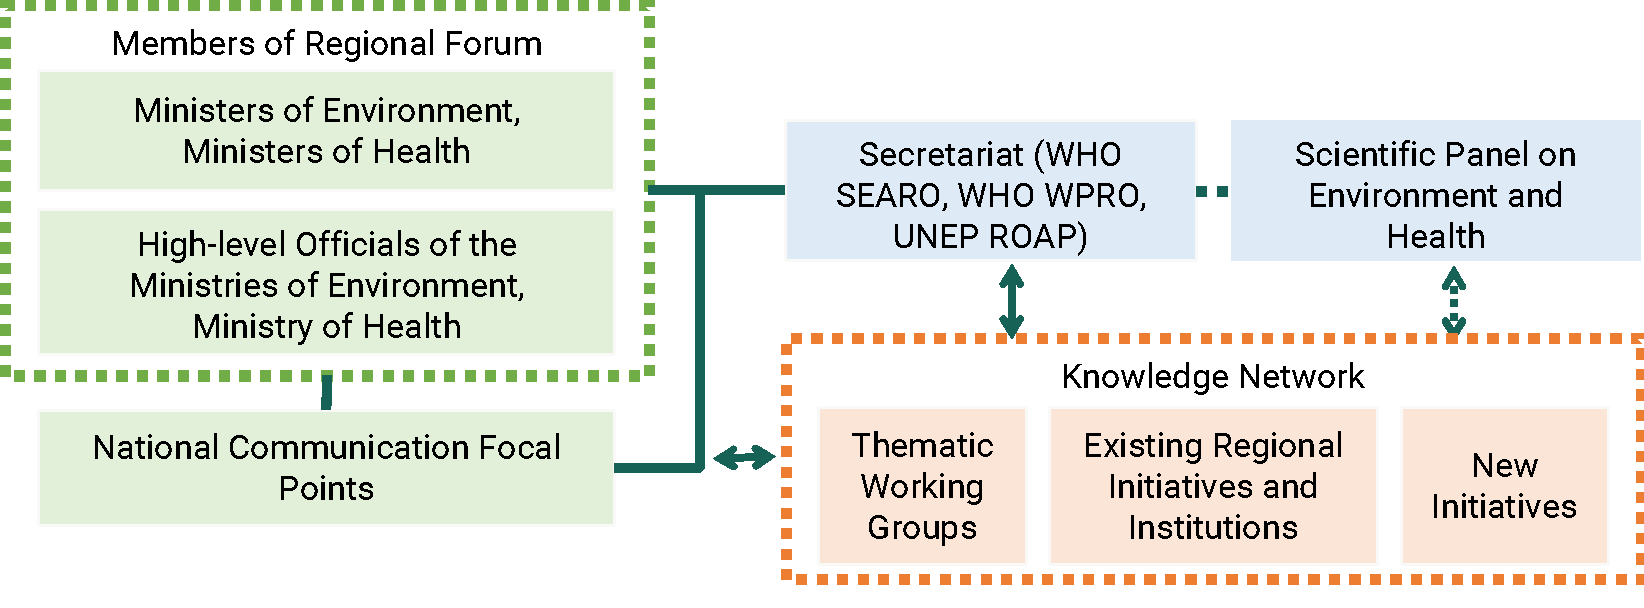 Members of Regional Forum
Ministers of Environment,
Ministers of Health
High-level Officials of the
Ministries of Environment,
Ministry of Health
National Communication Focal
Points
Secretariat (WHO
SEARO, WHO WPRO,
UNEP ROAP)
Scientific Panel on
Environment and
Health
Knowledge Network
Thematic
Working
Groups
Existing Regional
Initiatives and
Institutions
New
Initiatives